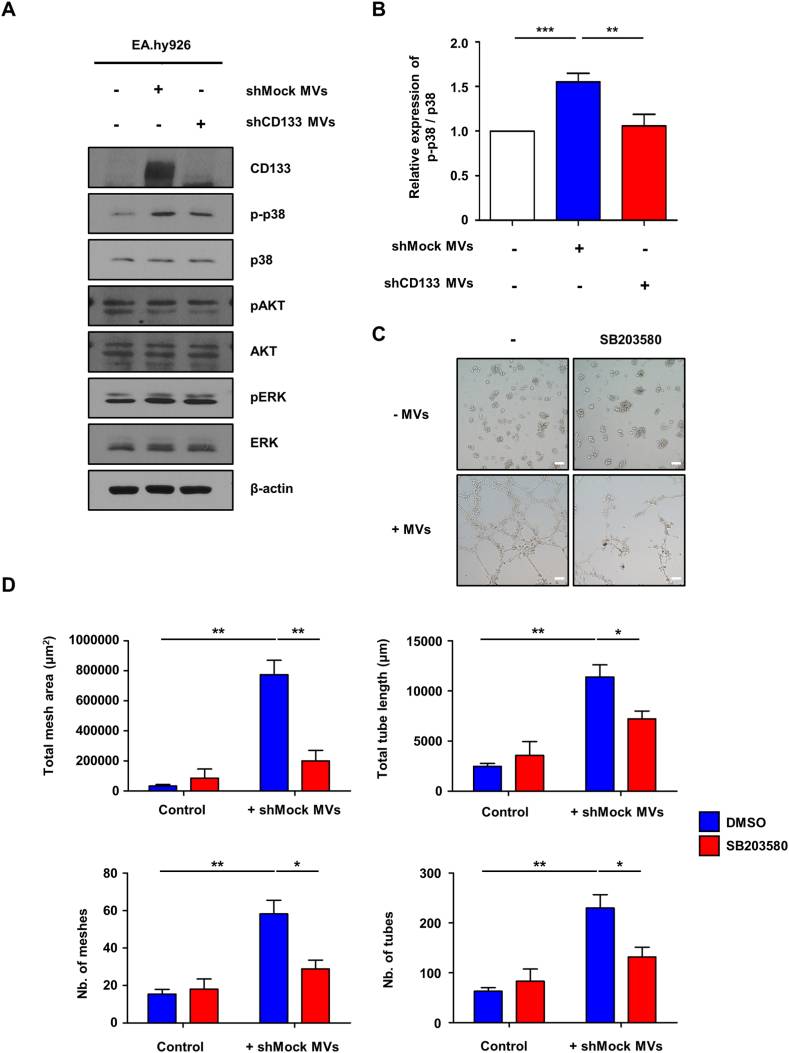 A
EA.hy926
- + - shMock MVs
- - + shCD133 MVs
CD133
p-p38
p38
pAKT
AKT
pERK
ERK
β-actin
B
*** **
Relative expression of
p-p38 / p38
2.0
1.5
1.0
0.5
0
shMock MVs - + -
shCD133 MVs - - +
C
- SB203580
- MVs
+ MVs
D
** **
Total mesh area (µm²)
1000000
800000
600000
400000
200000
0
Control + shMock MVs
** *
Total tube length (µm)
15000
10000
5000
0
Control + shMock MVs
DMSO
SB203580
** *
Nb. of meshes
80
60
40
20
0
Control + shMock MVs
** *
Nb. of tubes
300
200
100
0
Control + shMock MVs